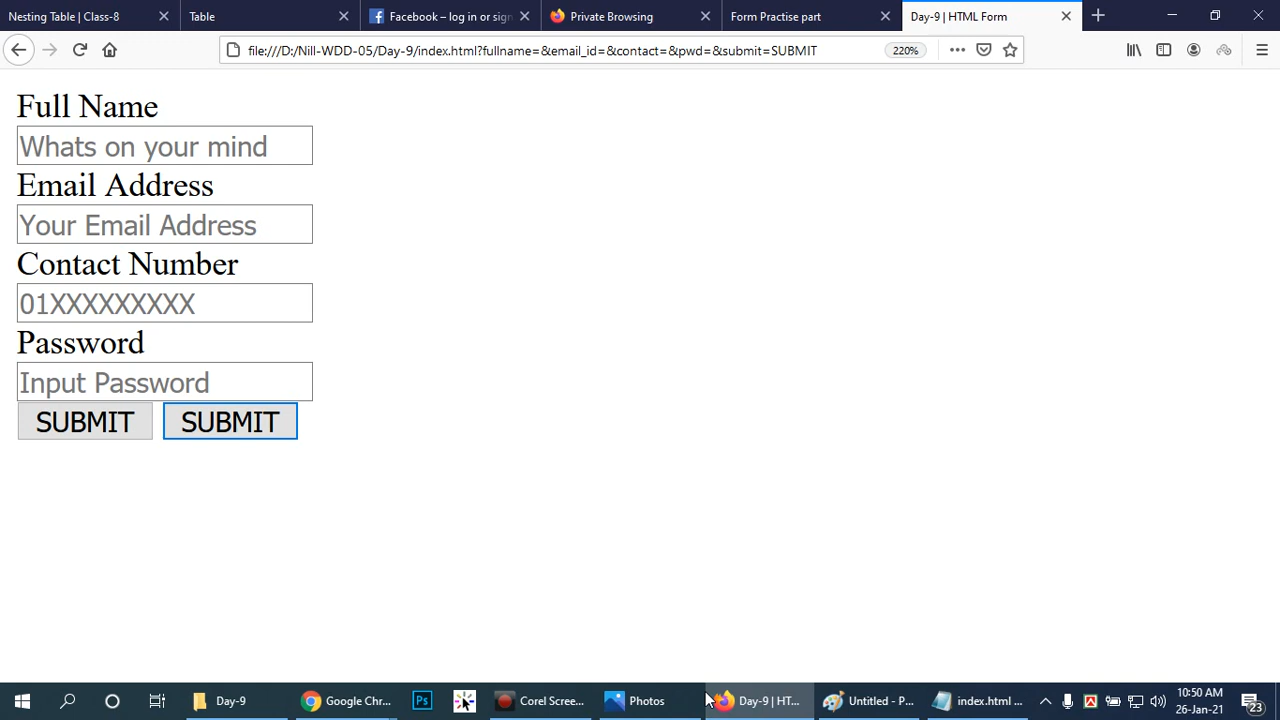 Nesting Table | Class-8
Table
Facebook – log in or sign
Private Browsing
Form Practise part
Day-9 | HTML Form
file:///D:/Nill-WDD-05/Day-9/index.html?fullname=&email_id=&contact=&pwd=&submit=SUBMIT
220%
Full Name
Whats on your mind
Email Address
Your Email Address
Contact Number
01XXXXXXXXX
Password
Input Password
SUBMIT SUBMIT
Day-9
Google Chr...
Ps
Corel Scree...
Photos
Day-9 | HT...
Untitled - P...
index.html ...
10:50 AM
26-Jan-21
23